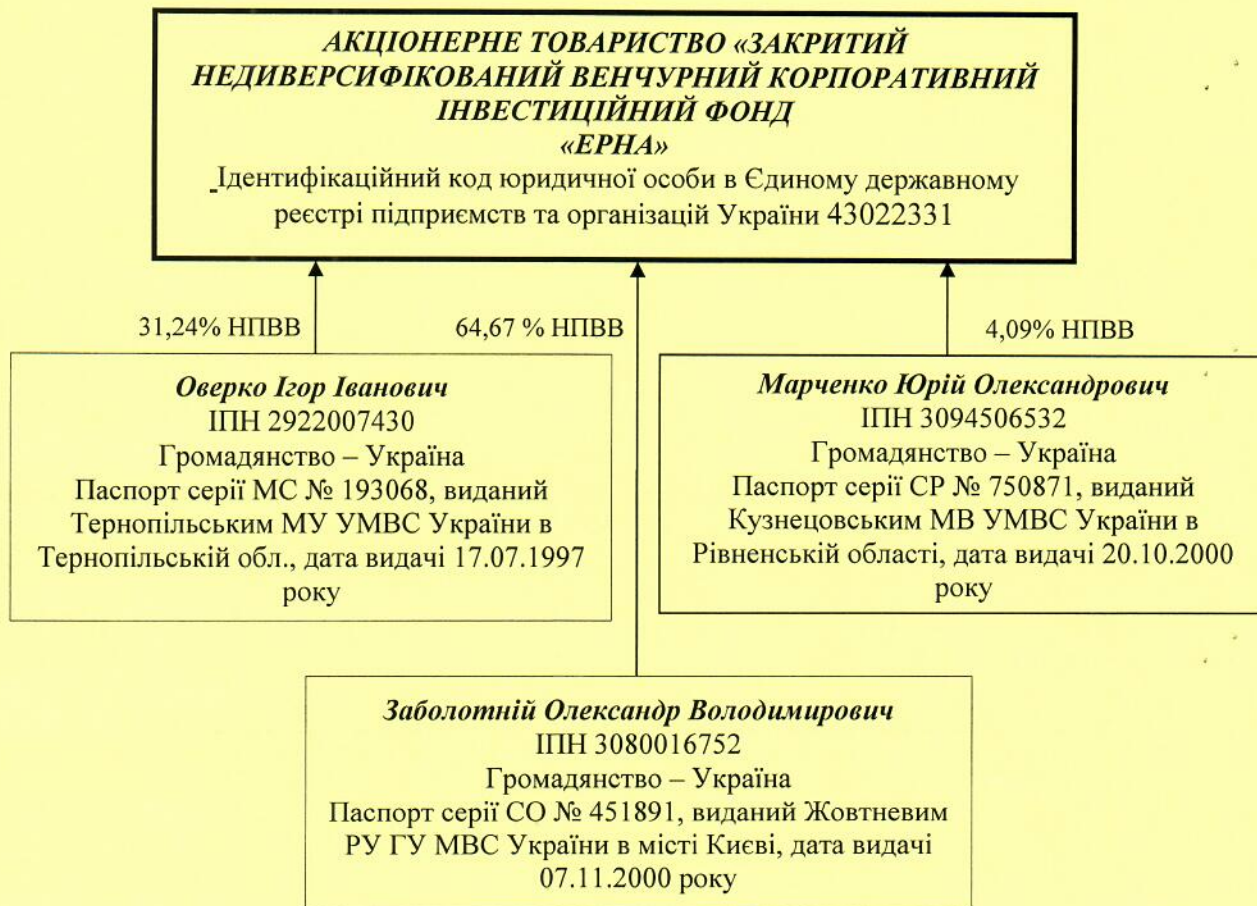 АКЦІОНЕРНЕ ТОВАРИСТВО «ЗАКРИТИЙ
НЕДИВЕРСИФІКОВАНИЙ ВЕНЧУРНИЙ КОРПОРАТИВНИЙ
ІНВЕСТИЦІЙНИЙ ФОНД
«ЕРНА»
Ідентифікаційний код юридичної особи в Єдиному державному
реєстрі підприємств та організацій України 43022331
31,24% НПВВ
64,67 % НПВВ
4,09% НПВВ
Оверко Ігор Іванович
ІПН 2922007430
Громадянство – Україна
Паспорт серії МС № 193068, виданий
Тернопільським МУ УМВС України в
Тернопільській обл., дата видачі 17.07.1997
року
Марченко Юрій Олександрович
ІПН 3094506532
Громадянство – Україна
Паспорт серії СР № 750871, виданий
Кузнецовським МВ УМВС України в
Рівненській області, дата видачі 20.10.2000
року
Заболотній Олександр Володимирович
ІПН 3080016752
Громадянство – Україна
Паспорт серії СО № 451891, виданий Жовтневим
РУ ГУ МВС України в місті Києві, дата видачі
07.11.2000 року